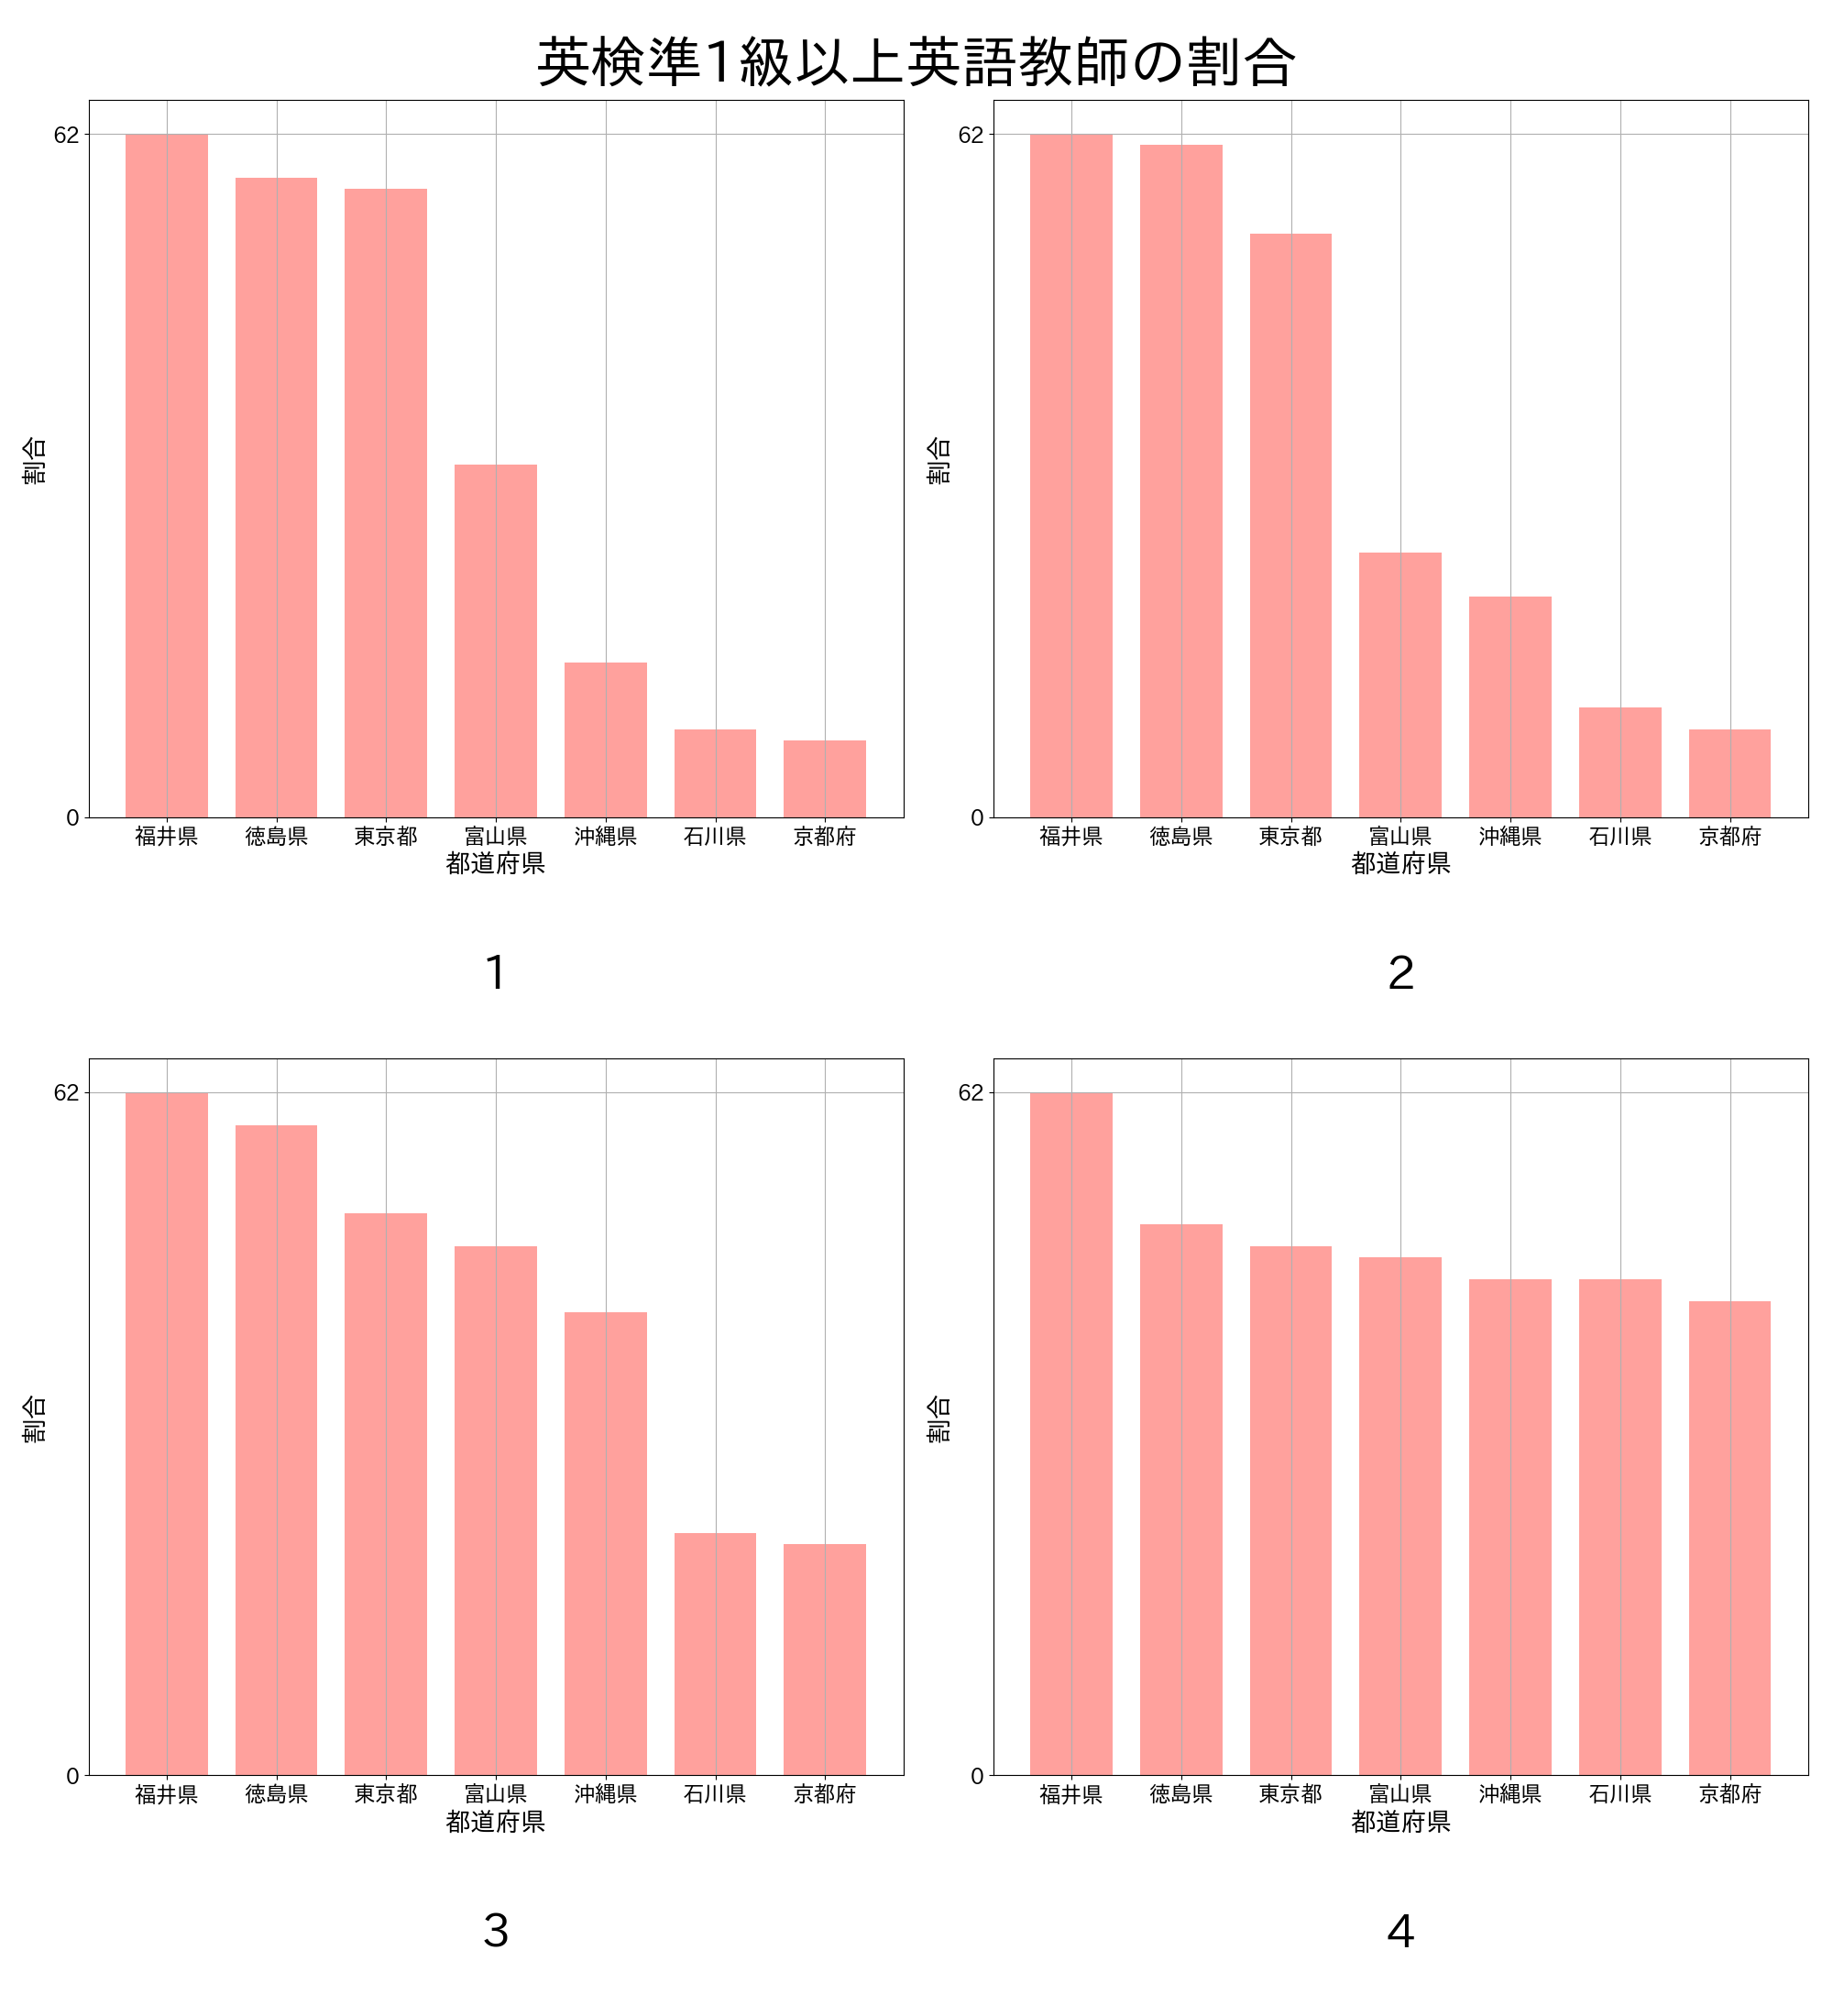 英検準1級以上英語教師の割合
62
割合
0
福井県 徳島県 東京都 富山県 沖縄県 石川県 京都府
都道府県
1
62
割合
0
福井県 徳島県 東京都 富山県 沖縄県 石川県 京都府
都道府県
2
62
割合
0
福井県 徳島県 東京都 富山県 沖縄県 石川県 京都府
都道府県
3
62
割合
0
福井県 徳島県 東京都 富山県 沖縄県 石川県 京都府
都道府県
4